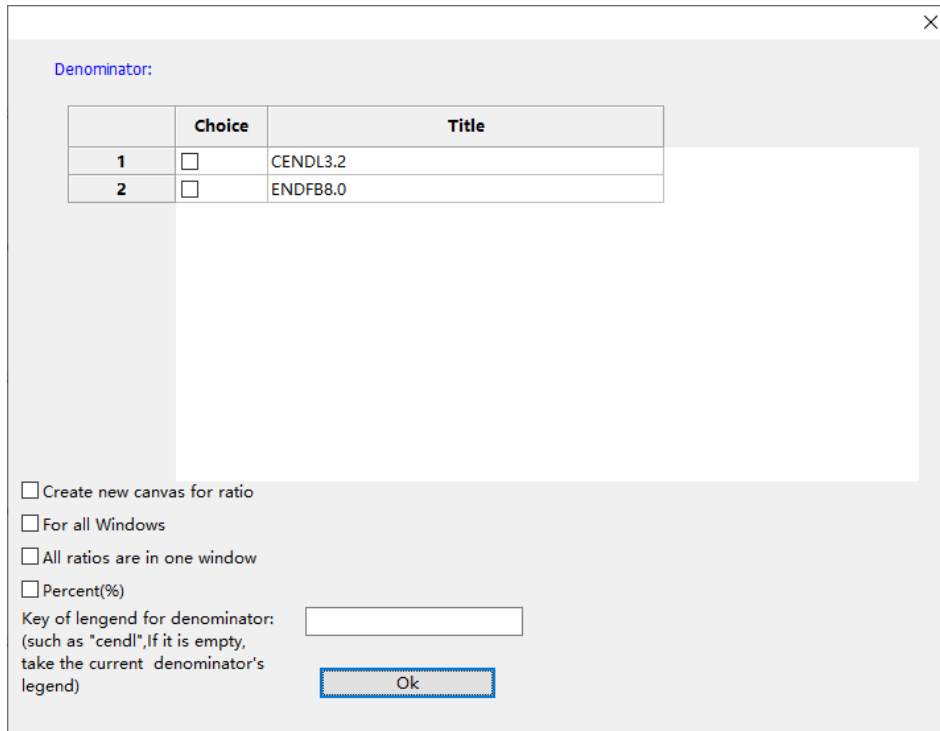 Denominator:
Choice Title
1 CENDL3.2
2 ENDFB8.0
Create new canvas for ratio
For all Windows
All ratios are in one window
Percent(%)
Key of lengend for denominator:
(such as "cendl",If it is empty,
take the current  denominator's
legend)
Ok